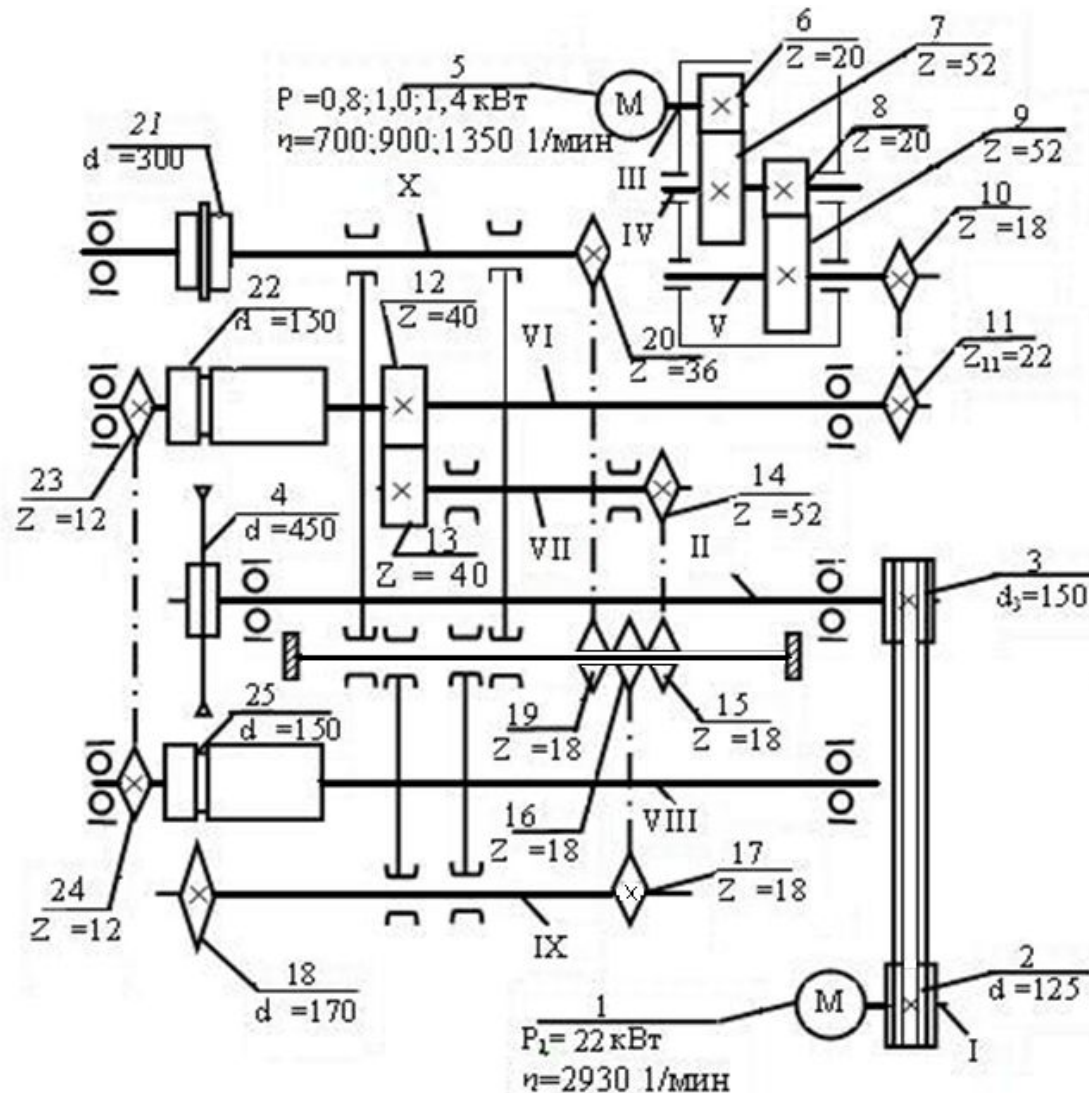 6
Z =20
7
Z =52
5
P =0,8;1,0;1,4 кВт
n=700;900;1350 1/мин
M
8
Z =20
9
Z =52
21
d =300
III
X
IV
10
Z =18
V
22
d =150
12
Z =40
VI
20
Z =36
11
Z₁₁=22
23
Z =12
4
d =450
14
Z =52
VII
II
13
Z = 40
3
d₃=150
25
d =150
19
Z =18
15
Z =18
16
Z =18
VIII
17
Z =18
24
Z =12
IX
18
d =170
1
P₁= 22 кВт
n=2930 1/мин
M
2
d =125
I